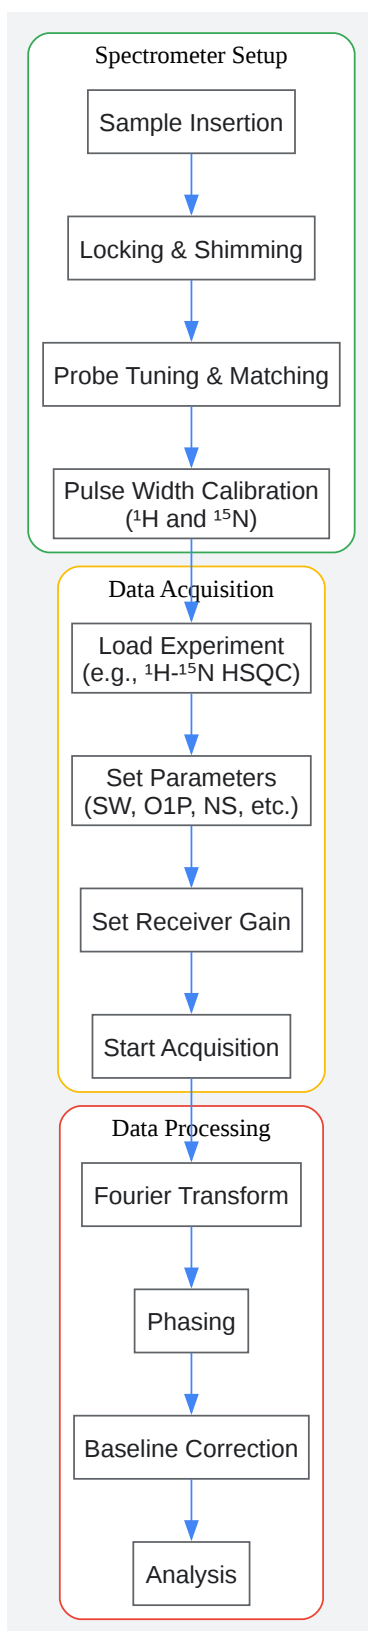 Spectrometer Setup
Sample Insertion
Locking & Shimming
Probe Tuning & Matching
Pulse Width Calibration
(¹H and ¹⁵N)
Data Acquisition
Load Experiment
(e.g., ¹H-¹⁵N HSQC)
Set Parameters
(SW, O1P, NS, etc.)
Set Receiver Gain
Start Acquisition
Data Processing
Fourier Transform
Phasing
Baseline Correction
Analysis